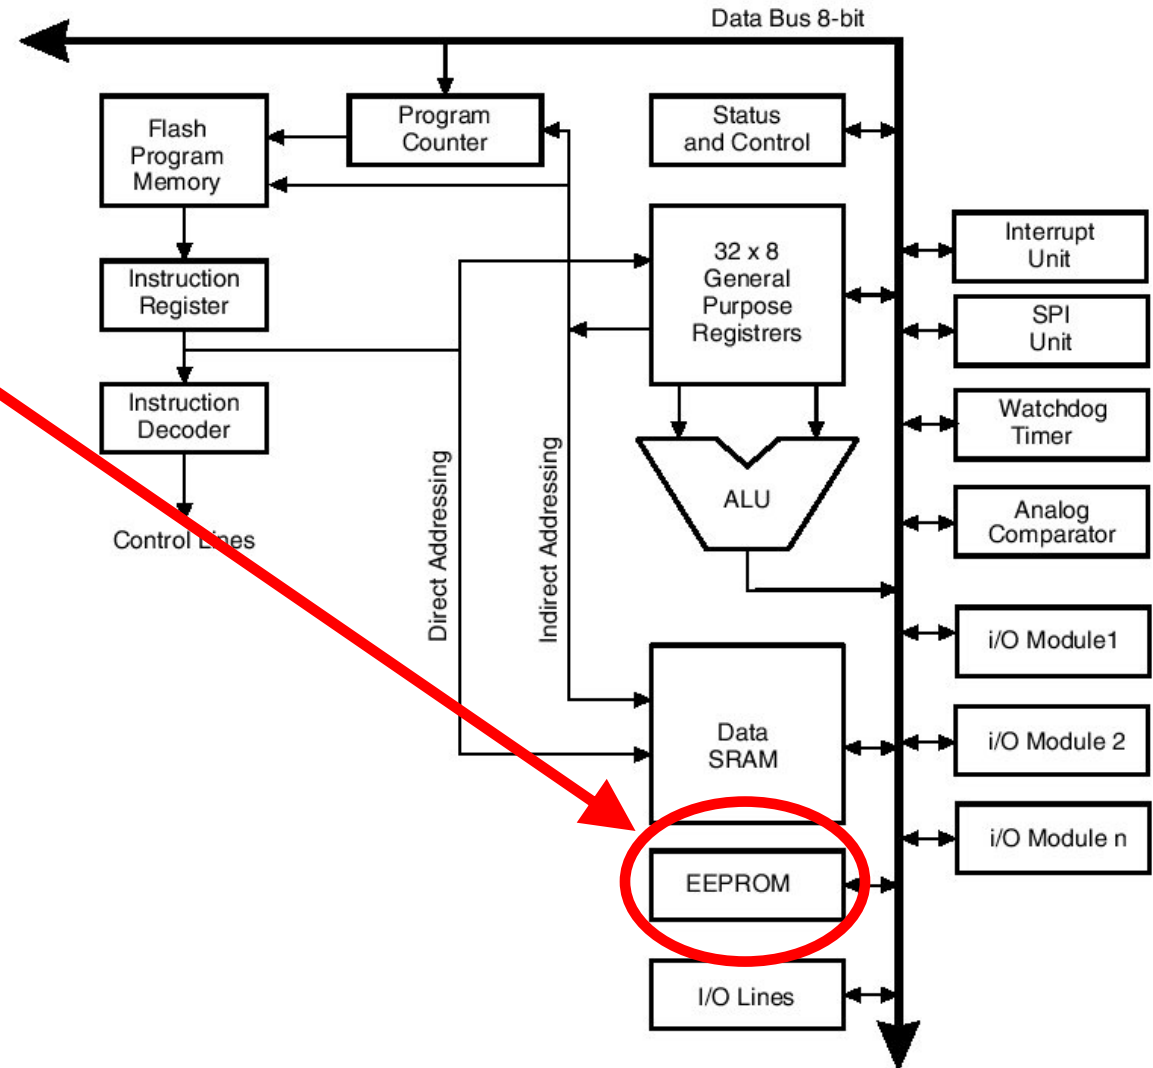 Data Bus 8-bit
Flash
Program
Memory
Program
Counter
Status
and Control
Instruction
Register
32 x 8
General
Purpose
Registrers
Interrupt
Unit
SPI
Unit
Instruction
Decoder
Watchdog
Timer
Control Lines
Direct Addressing
Indirect Addressing
ALU
Analog
Comparator
i/O Module1
Data
SRAM
i/O Module 2
i/O Module n
EEPROM
I/O Lines